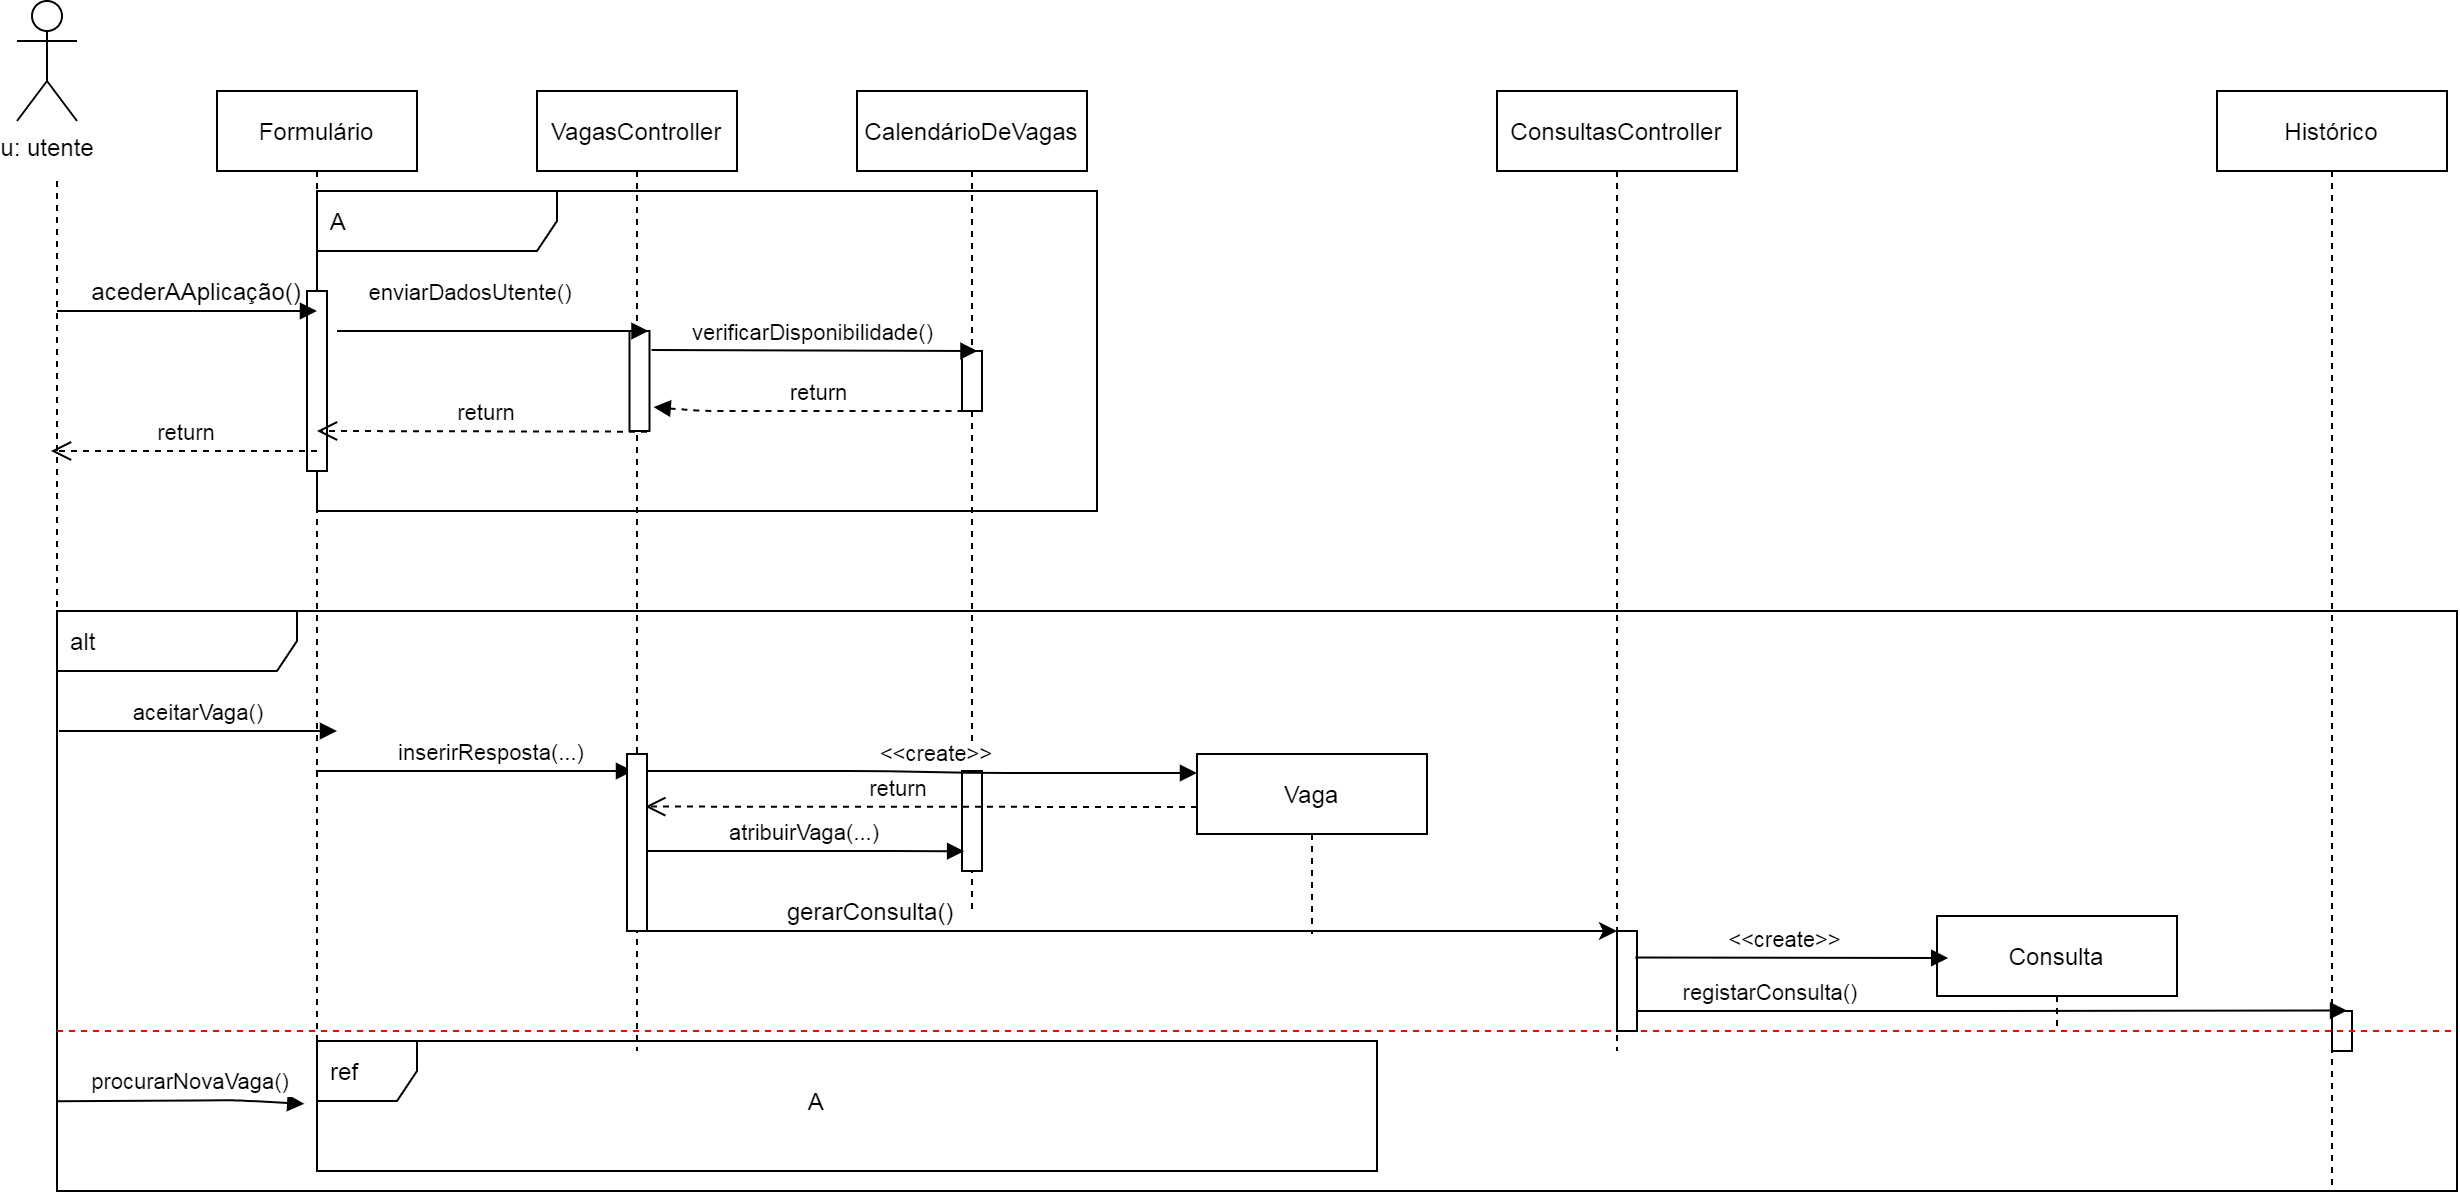 u: utente
Formulário
VagasController
CalendárioDeVagas
ConsultasController
Histórico
A
acederAAplicação()
enviarDadosUtente()
verificarDisponibilidade()
return
return
return
alt
aceitarVaga()
inserirResposta(...)
<<create>>
return
Vaga
atribuirVaga(...)
gerarConsulta()
<<create>>
Consulta
registarConsulta()
ref
procurarNovaVaga()
A